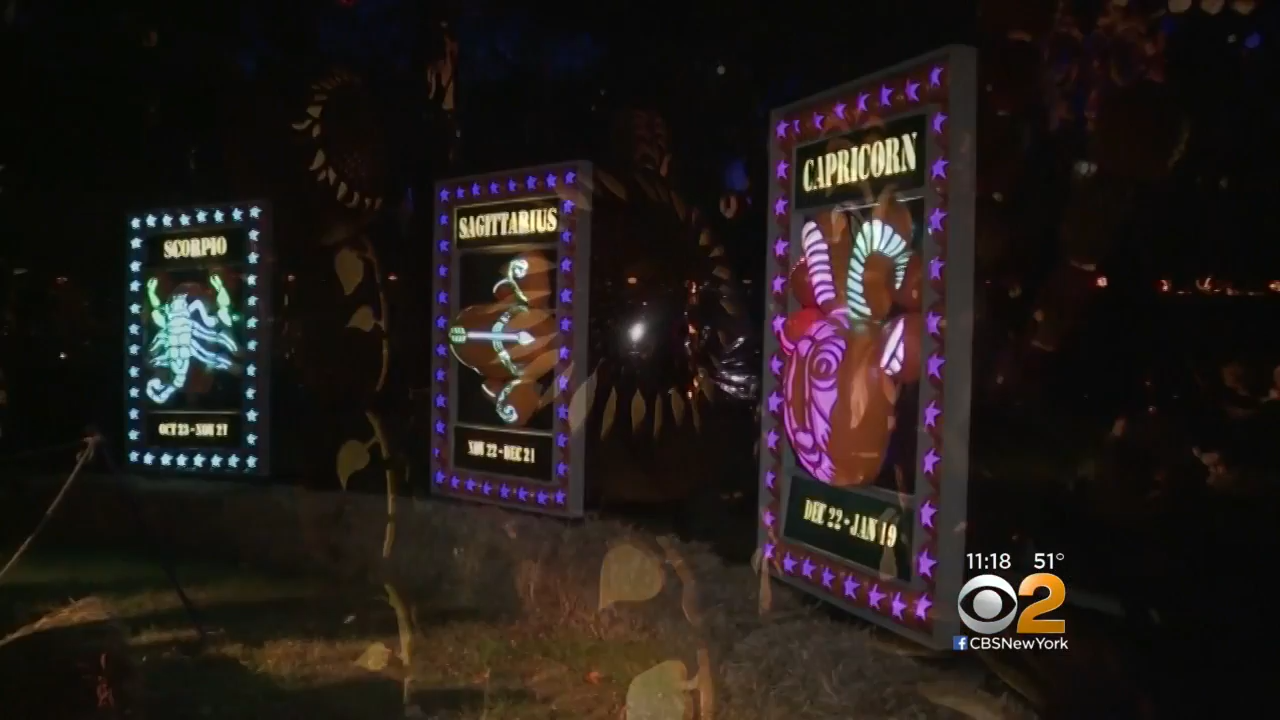 SCORPIO
OCT 23 - NOV 21
SAGITTARIUS
NOV 22 - DEC 21
CAPRICORN
DEC 22 - JAN 19
11:18 51°
2
f CBSNewYork